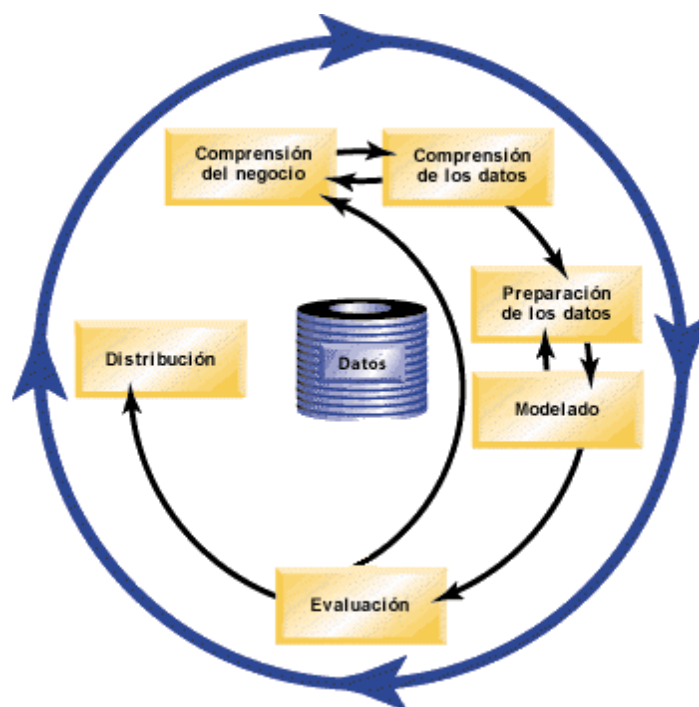 Comprensión
del negocio
Comprensión
de los datos
Preparación
de los datos
Distribución
Datos
Modelado
Evaluación